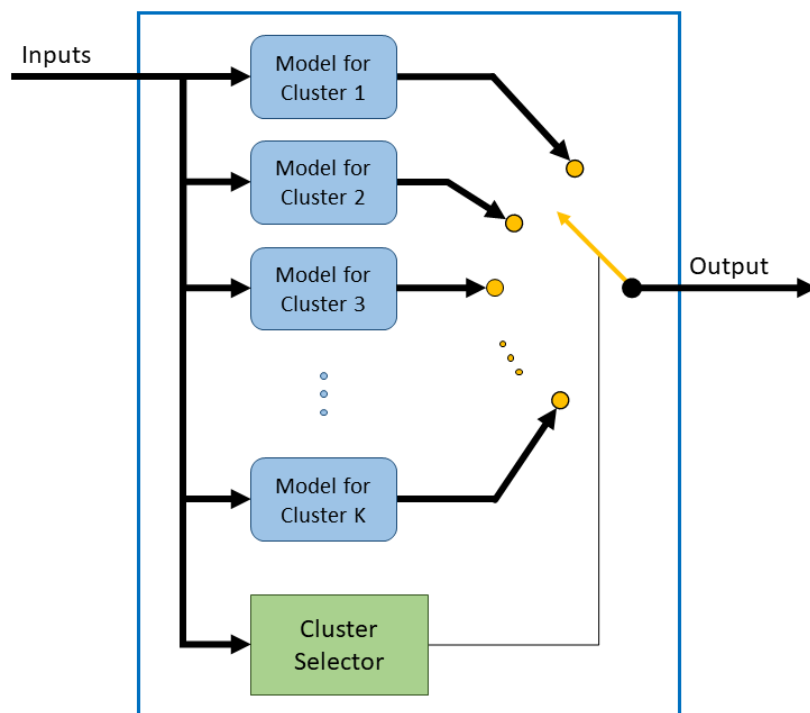 Inputs
Model for
Cluster 1
Model for
Cluster 2
Model for
Cluster 3
Output
Model for
Cluster K
Cluster
Selector